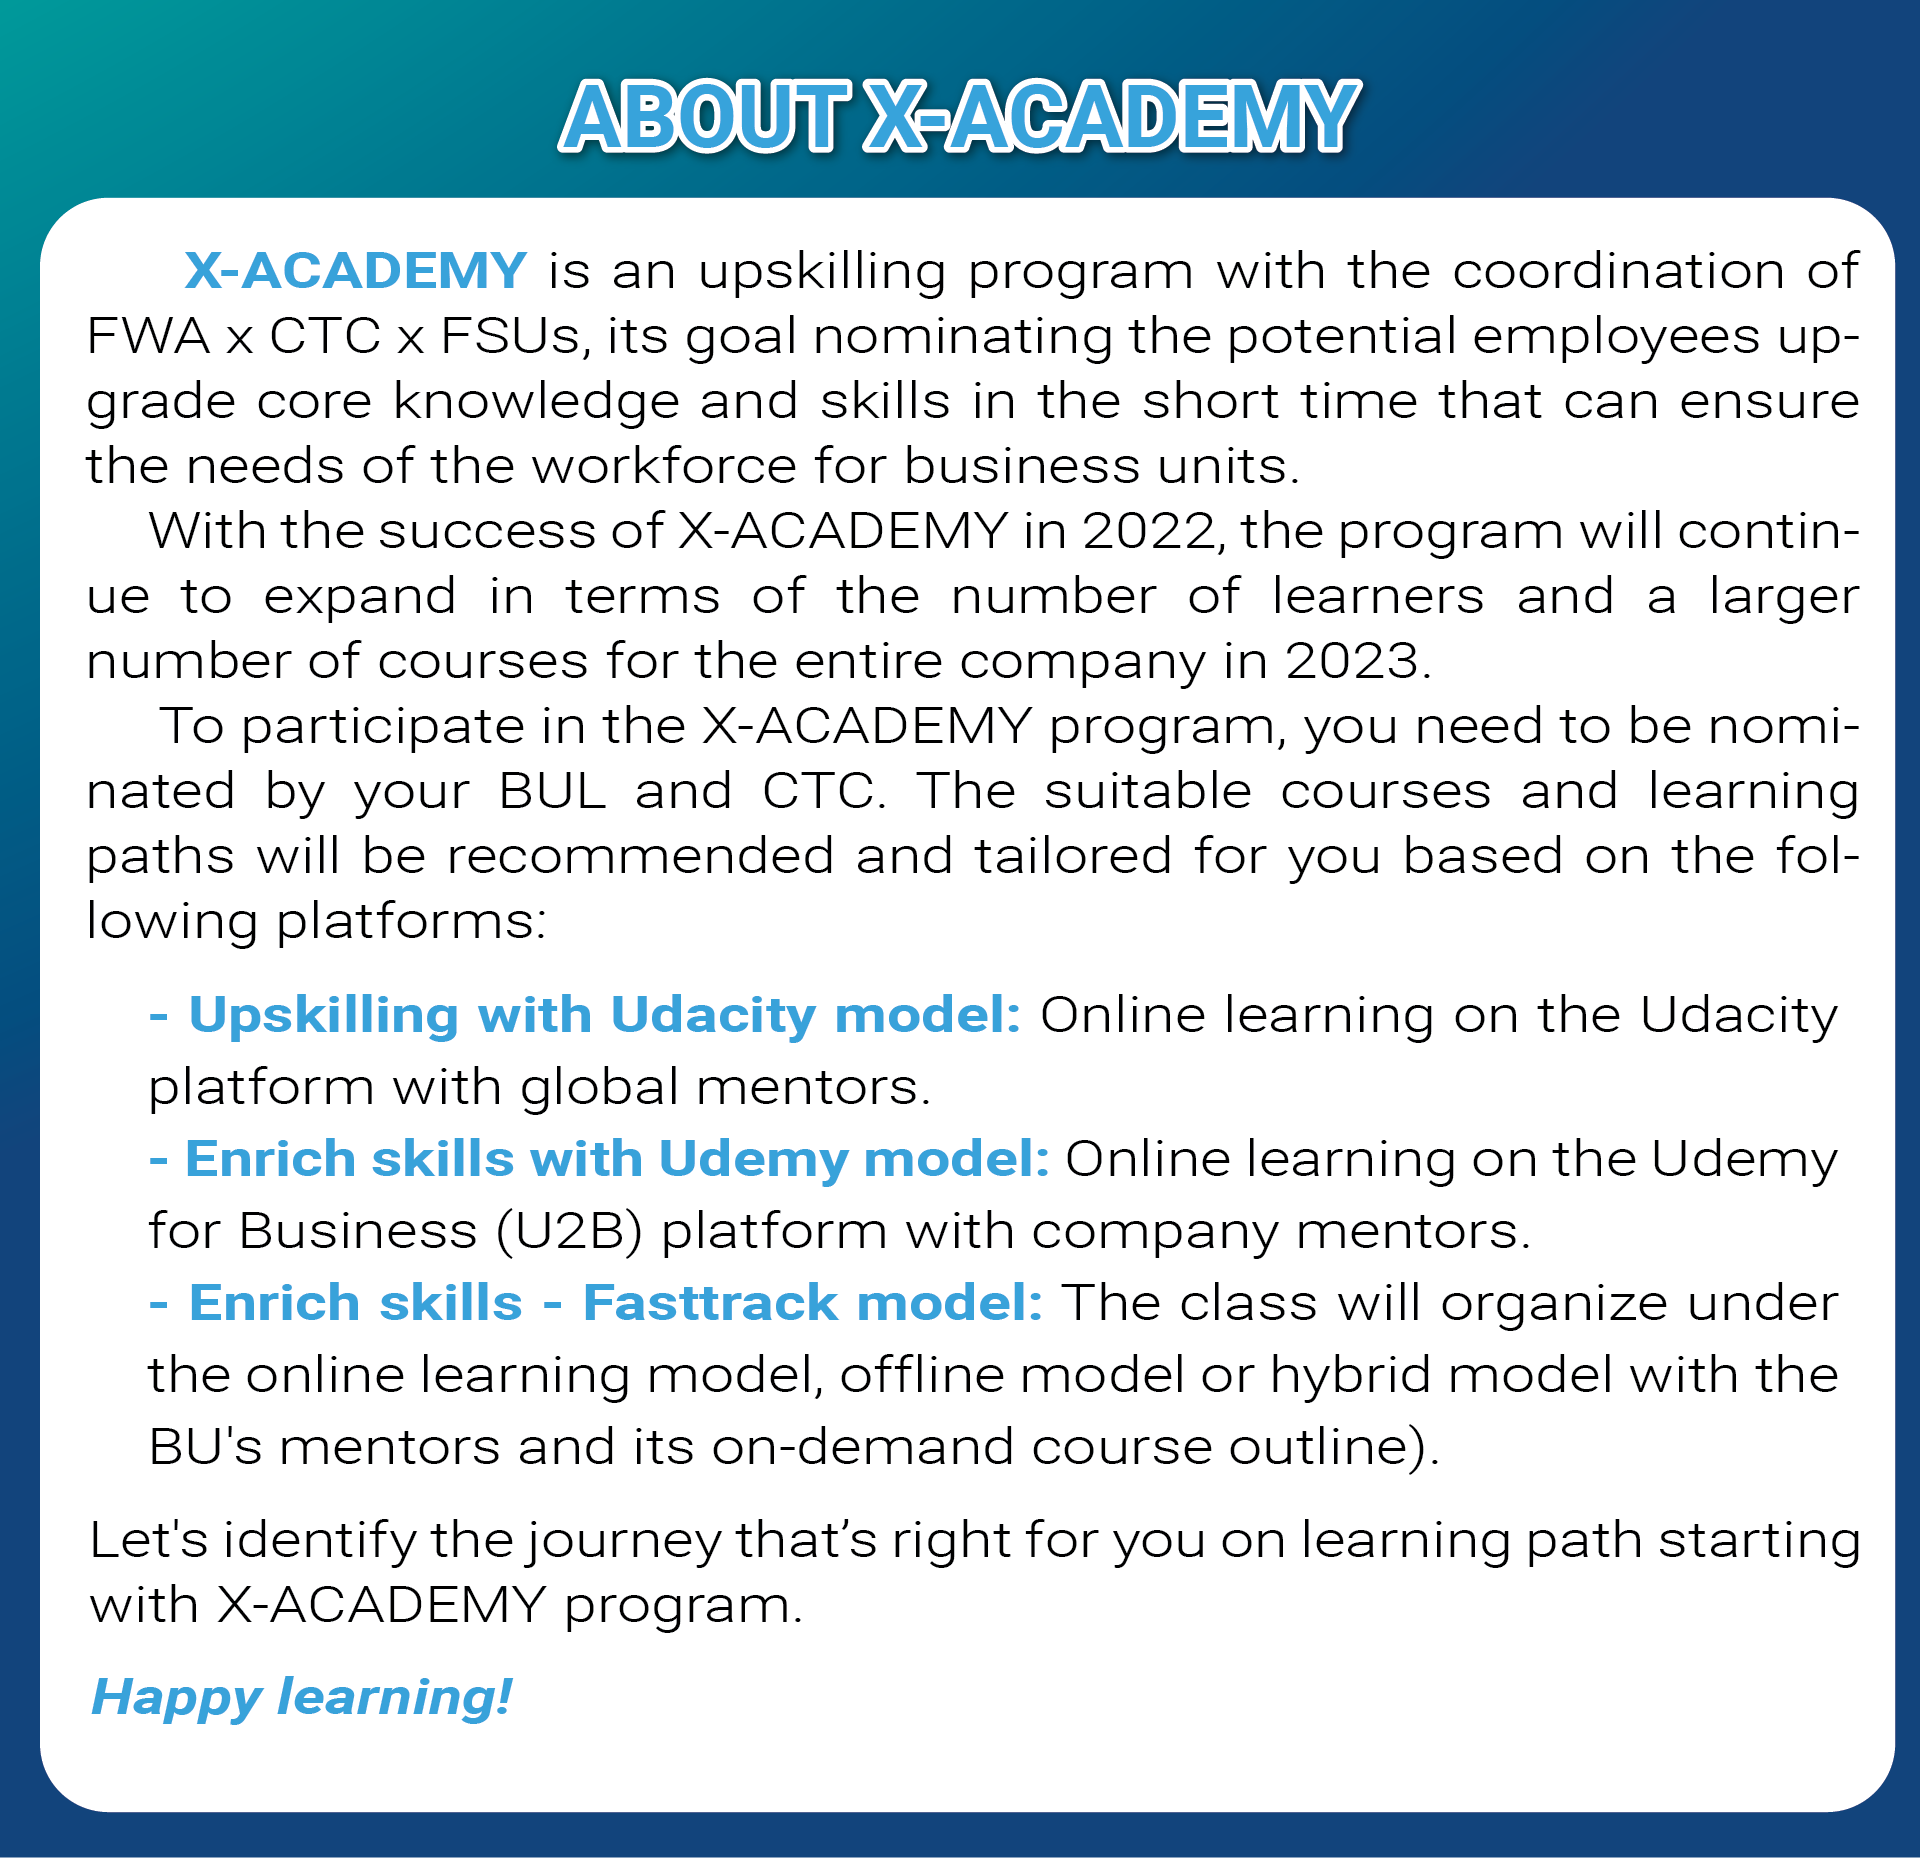 ABOUT X-ACADEMY
X-ACADEMY is an upskilling program with the coordination of
FWA x CTC x FSUs, its goal nominating the potential employees up-
grade core knowledge and skills in the short time that can ensure
the needs of the workforce for business units.
With the success of X-ACADEMY in 2022, the program will contin-
ue to expand in terms of the number of learners and a larger
number of courses for the entire company in 2023.
To participate in the X-ACADEMY program, you need to be nomi-
nated by your BUL and CTC. The suitable courses and learning
paths will be recommended and tailored for you based on the fol-
lowing platforms:
- Upskilling with Udacity model: Online learning on the Udacity
platform with global mentors.
- Enrich skills with Udemy model: Online learning on the Udemy
for Business (U2B) platform with company mentors.
- Enrich skills - Fasttrack model: The class will organize under
the online learning model, offline model or hybrid model with the
BU's mentors and its on-demand course outline).
Let's identify the journey that’s right for you on learning path starting
with X-ACADEMY program.
Happy learning!